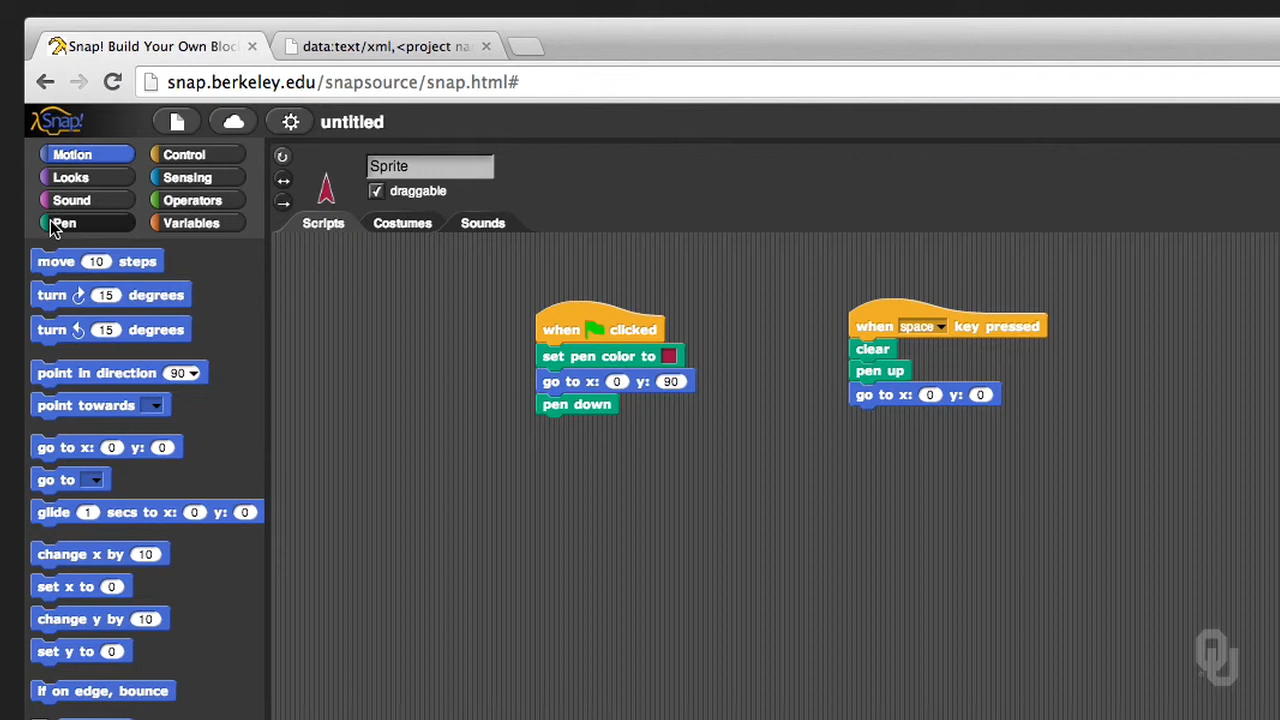 Snap! Build Your Own Bloc
data:text/xml,<project na
snap.berkeley.edu/snapsource/snap.html#
λSnap!
untitled
Motion
Control
Looks
Sensing
Sound
Operators
Pen
Variables
Sprite
draggable
Scripts
Costumes
Sounds
move 10 steps
turn 15 degrees
turn 15 degrees
point in direction 90
point towards
go to x: 0 y: 0
go to
glide 1 secs to x: 0 y: 0
change x by 10
set x to 0
change y by 10
set y to 0
if on edge, bounce
when clicked
set pen color to
go to x: 0 y: 90
pen down
when space key pressed
clear
pen up
go to x: 0 y: 0
OU